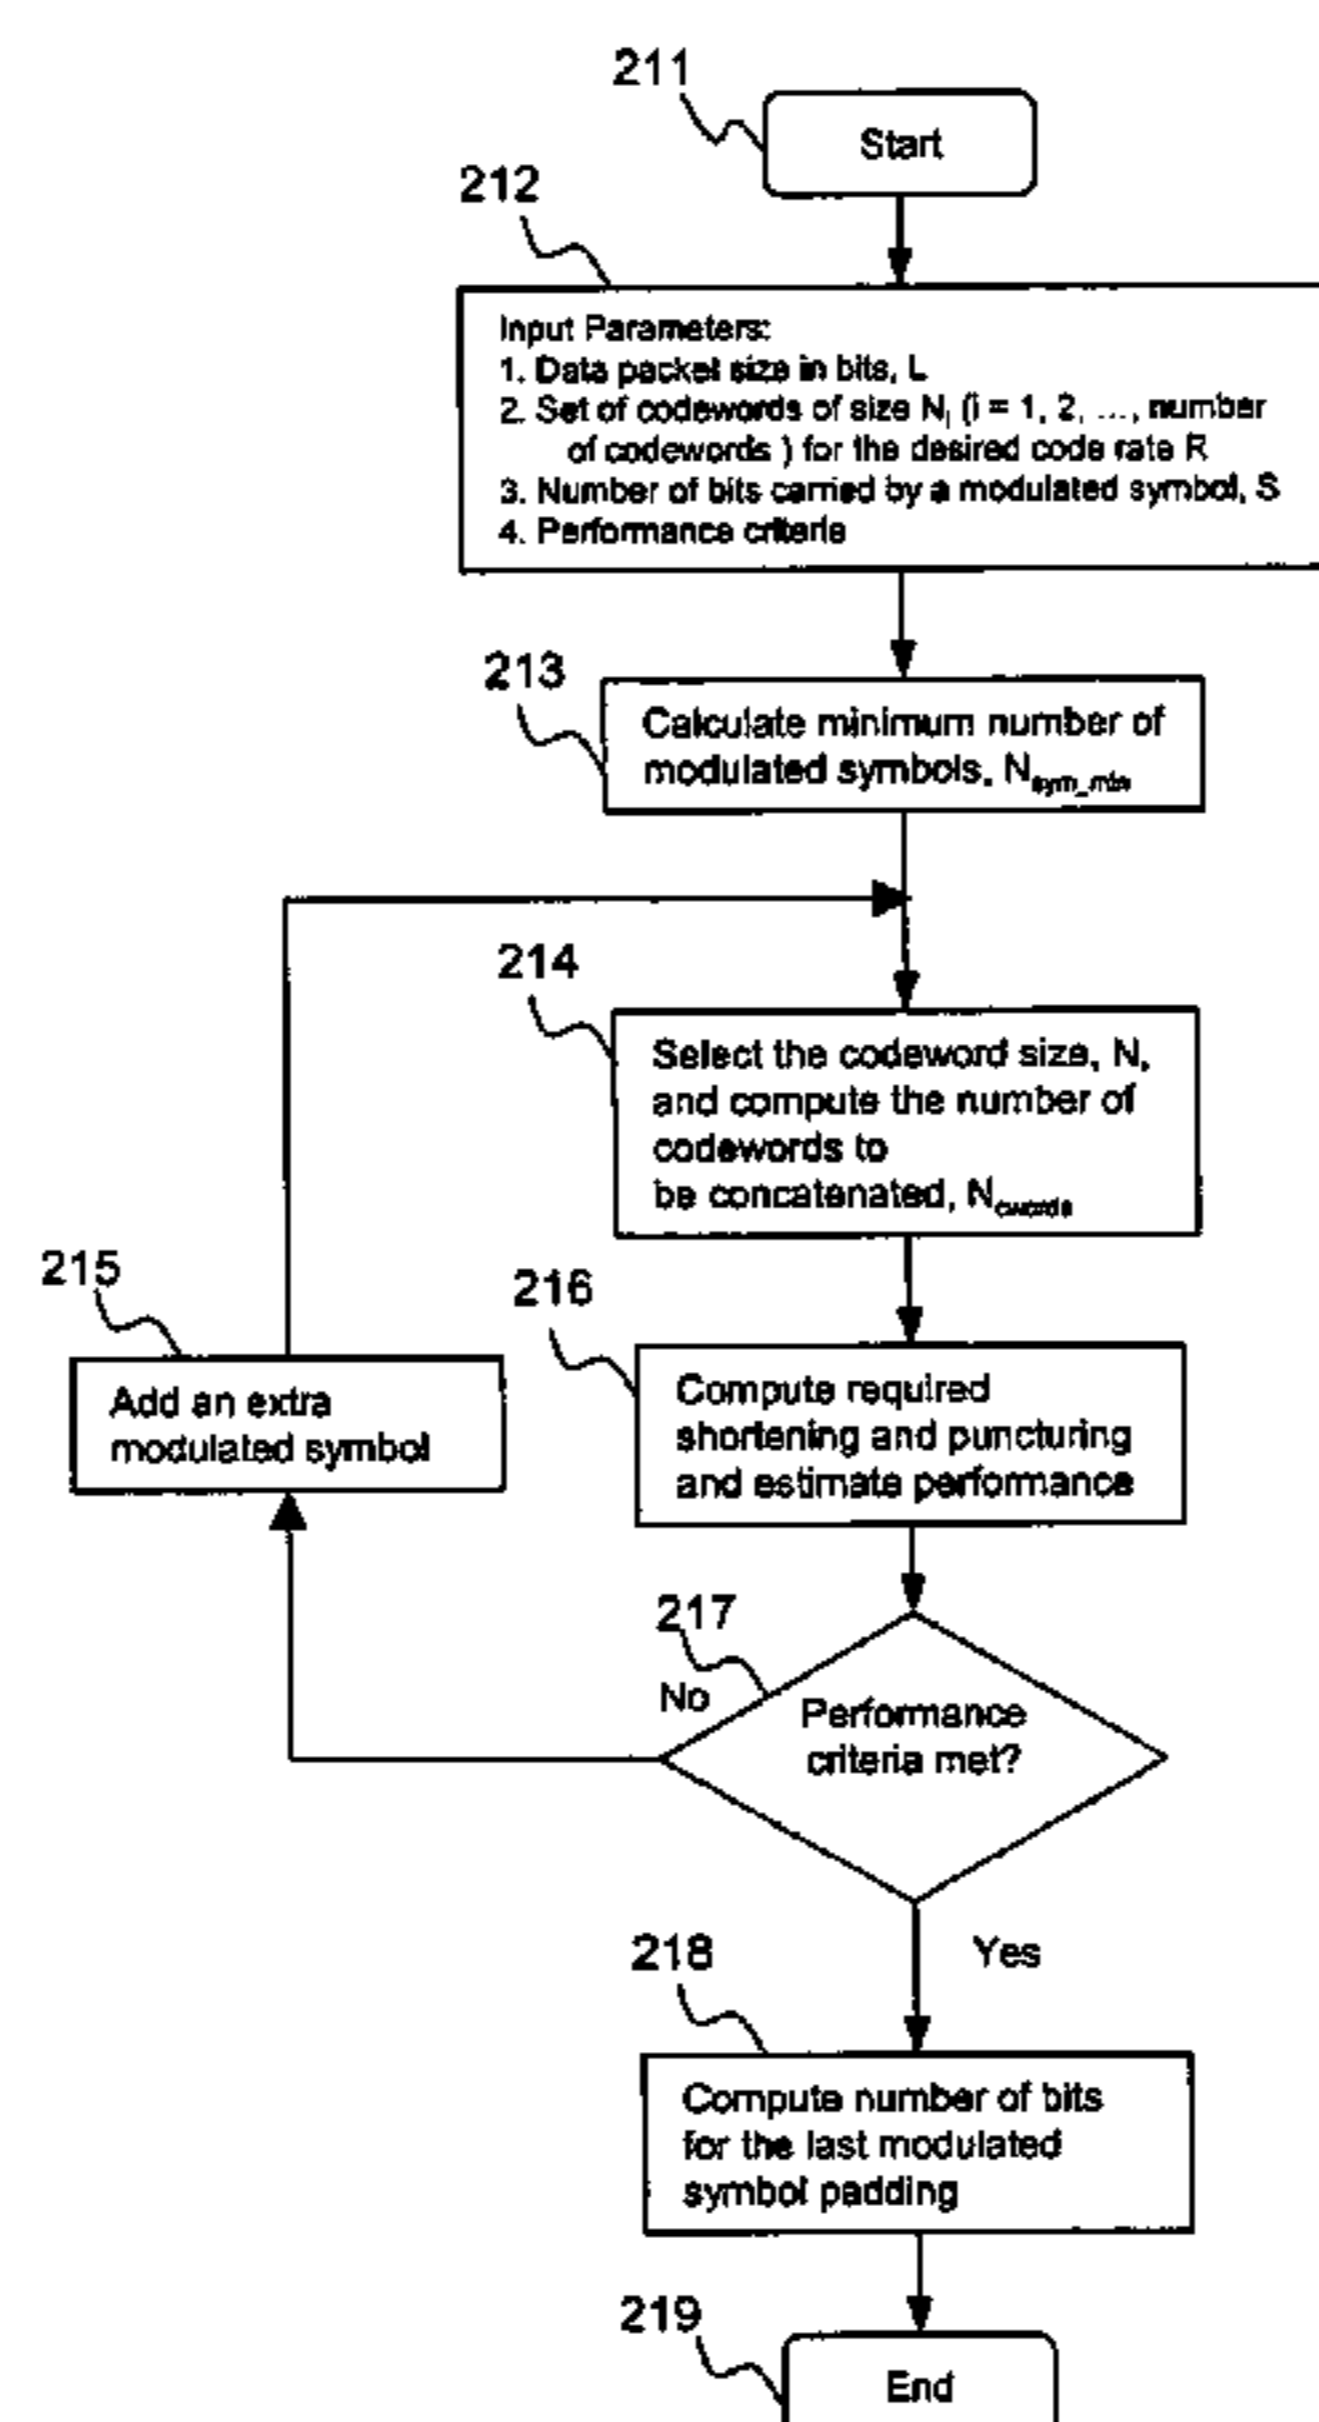 211
Start
212
Input Parameters:
1. Data packet size in bits, L
2. Set of codewords of size Ni (i = 1, 2, ..., number
of codewords ) for the desired code rate R
3. Number of bits carried by a modulated symbol, S
4. Performance criteria
213
Calculate minimum number of
modulated symbols, Nsym_min
214
Select the codeword size, N,
and compute the number of
codewords to
be concatenated, Ncwords
215
Add an extra
modulated symbol
216
Compute required
shortening and puncturing
and estimate performance
217
No
Performance
criteria met?
Yes
218
Compute number of bits
for the last modulated
symbol padding
219
End